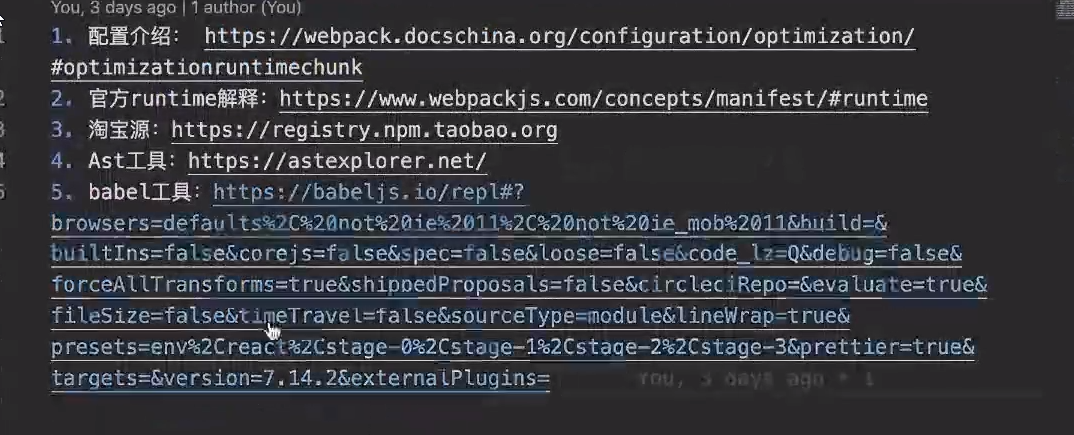 You, 3 days ago | 1 author (You)
1. 配置介绍： https://webpack.docschina.org/configuration/optimization/
#optimizationruntimechunk
2. 官方runtime解释：https://www.webpackjs.com/concepts/manifest/#runtime
3. 淘宝源：https://registry.npm.taobao.org
4. Ast工具：https://astexplorer.net/
5. babel工具：https://babeljs.io/repl#?
browsers=defaults%2C%20not%20ie%2011%2C%20not%20ie_mob%2011&build=&
builtIns=false&corejs=false&spec=false&loose=false&code_lz=Q&debug=false&
forceAllTransforms=true&shippedProposals=false&circleciRepo=&evaluate=true&
fileSize=false&timeTravel=false&sourceType=module&lineWrap=true&
presets=env%2Creact%2Cstage-0%2Cstage-1%2Cstage-2%2Cstage-3&prettier=true&
targets=&version=7.14.2&externalPlugins= You, 3 days ago • 1